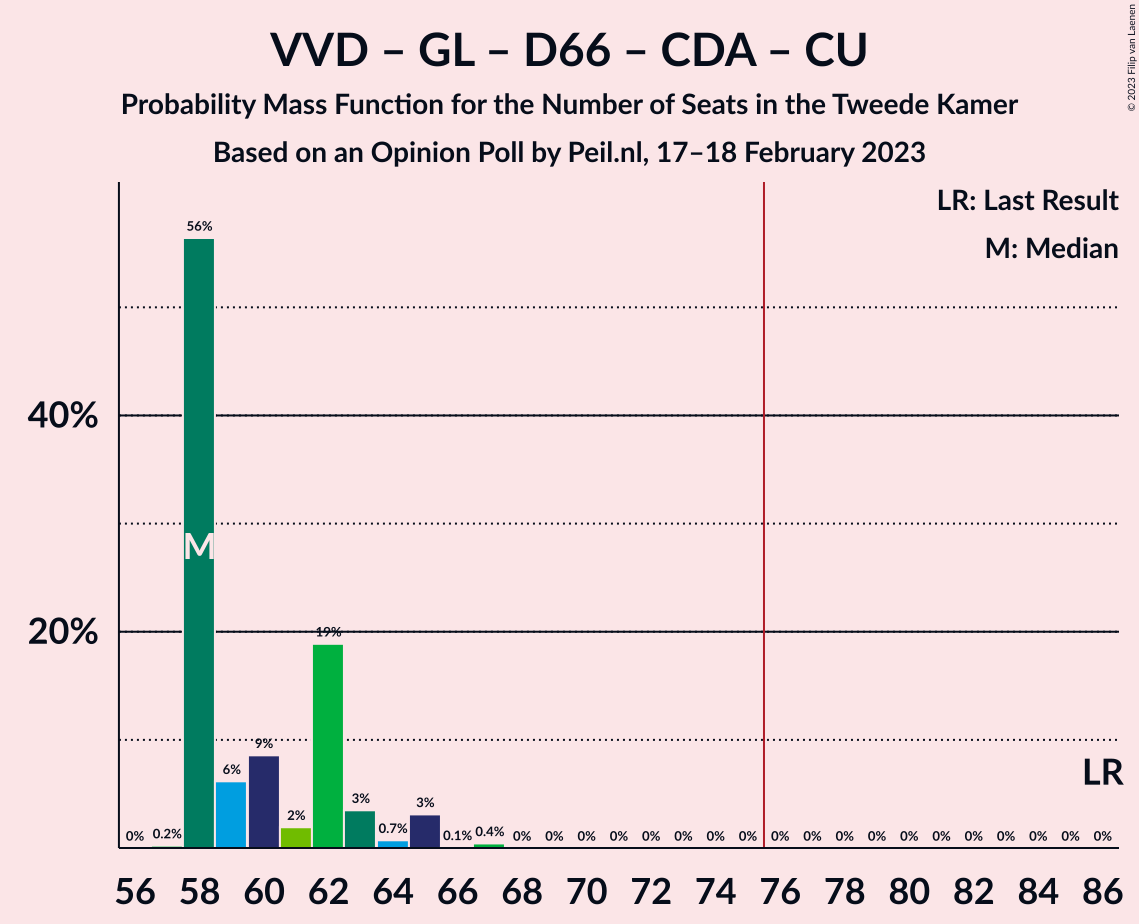 VVD – GL – D66 – CDA – CU
Probability Mass Function for the Number of Seats in the Tweede Kamer
Based on an Opinion Poll by Peil.nl, 17–18 February 2023
© 2023 Filip van Laenen
LR: Last Result
M: Median
56%
40%
M
20%
19%
9%
6%
2%
3%
0.7%
3%
LR
0% 0.2% 0.1% 0.4% 0% 0% 0% 0% 0% 0% 0% 0% 0% 0% 0% 0% 0% 0% 0% 0% 0% 0% 0%
56 58 60 62 64 66 68 70 72 74 76 78 80 82 84 86